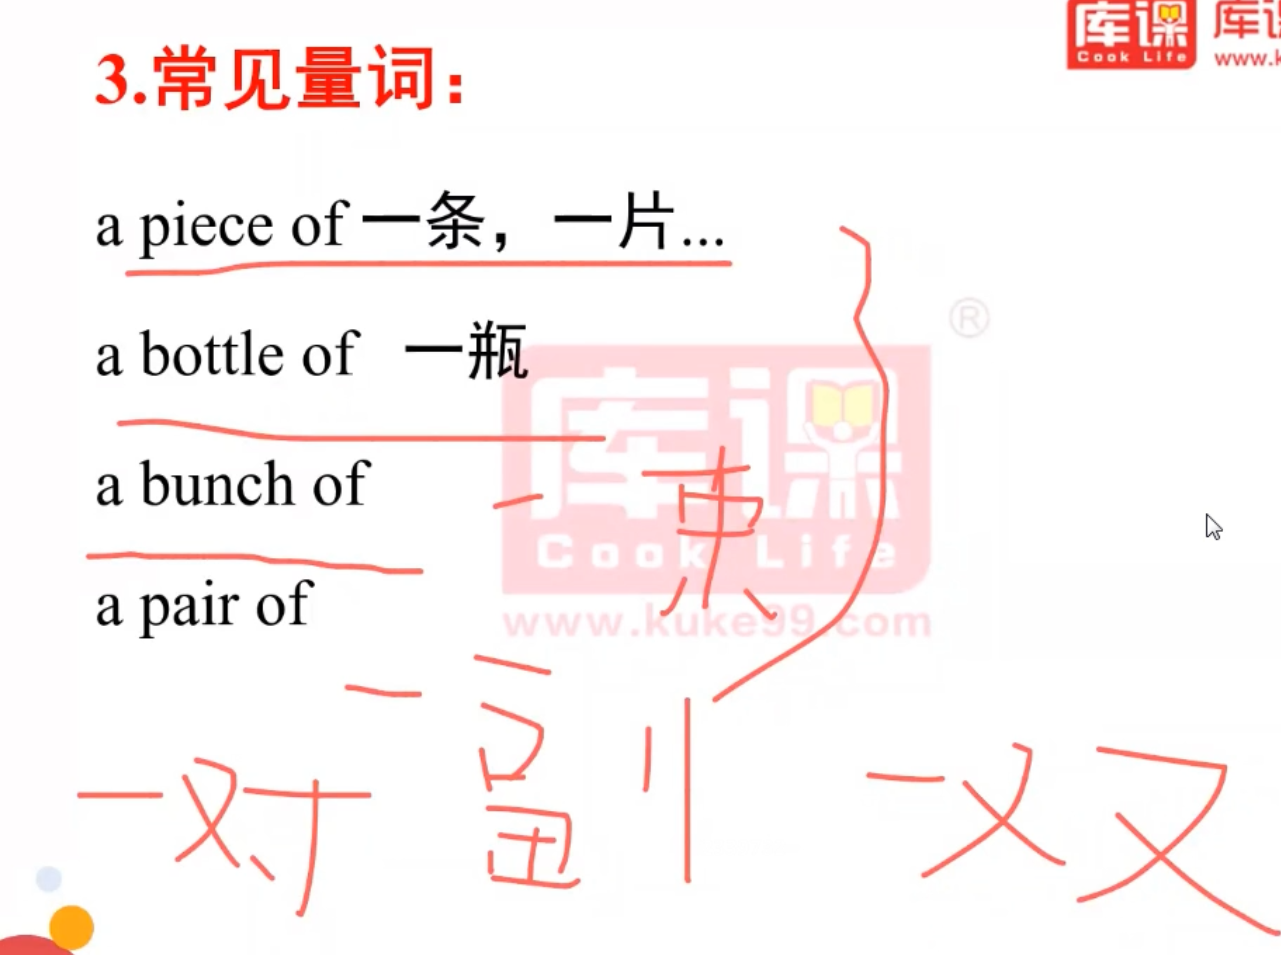 库课
Cook Life
www.k
3.常见量词：
a piece of 一条，一片...
a bottle of 一瓶
®
库课
Cook Life
www.kuke99.com
a bunch of 一束
a pair of
一副
一对
一双